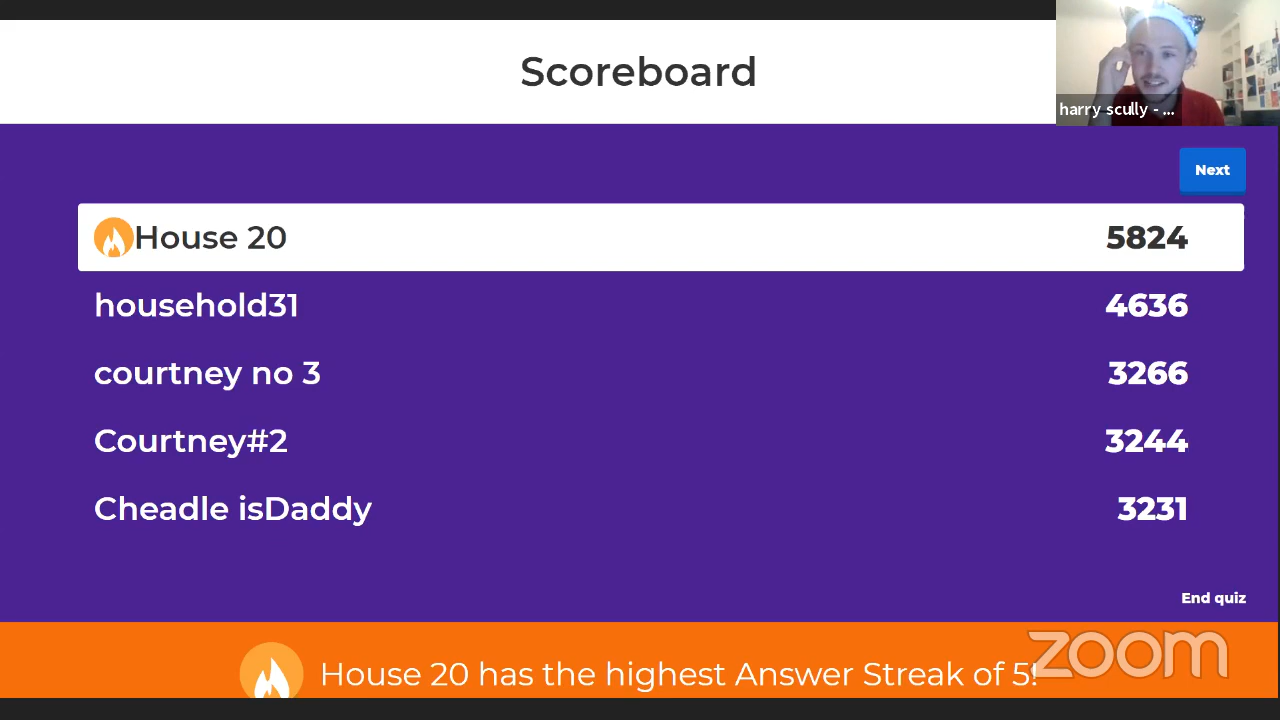 Scoreboard
harry scully - ...
Next
House 20 5824
household31 4636
courtney no 3 3266
Courtney#2 3244
Cheadle isDaddy 3231
End quiz
House 20 has the highest Answer Streak of 5!
zoom